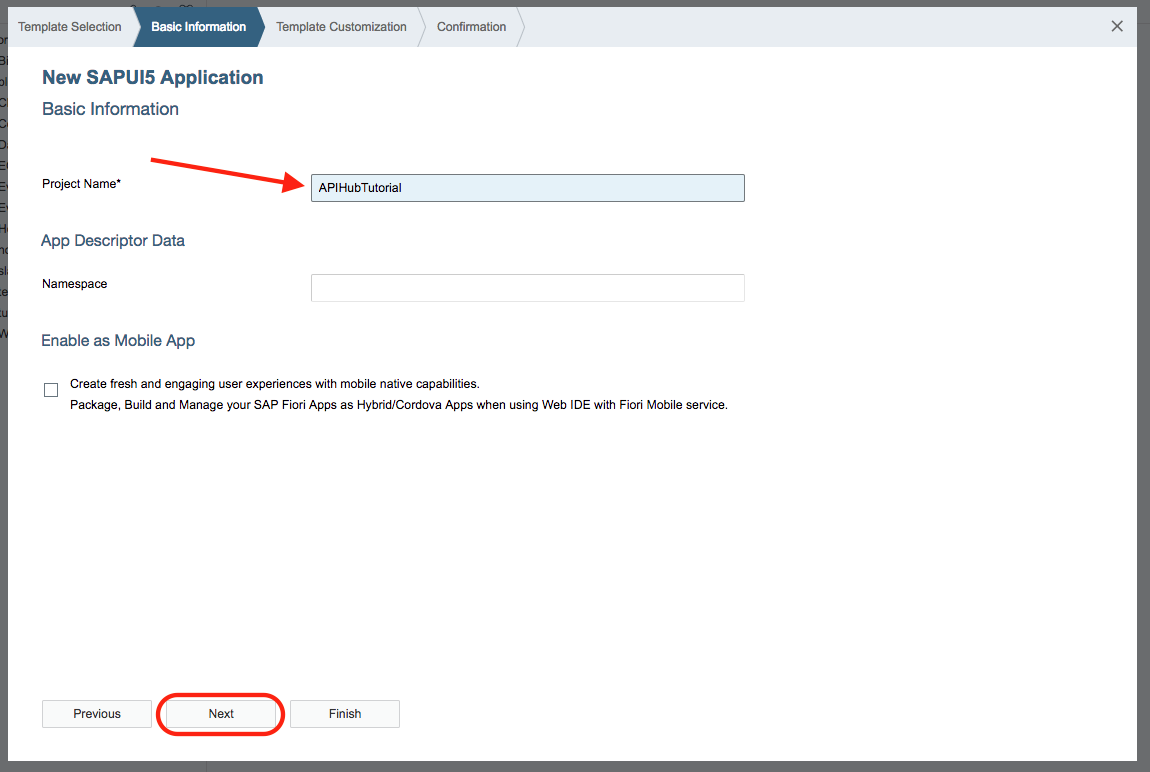 Template Selection Basic Information Template Customization Confirmation
New SAPUI5 Application
Basic Information
Project Name* APIHubTutorial
App Descriptor Data
Namespace
Enable as Mobile App
Create fresh and engaging user experiences with mobile native capabilities.
Package, Build and Manage your SAP Fiori Apps as Hybrid/Cordova Apps when using Web IDE with Fiori Mobile service.
Previous Next Finish